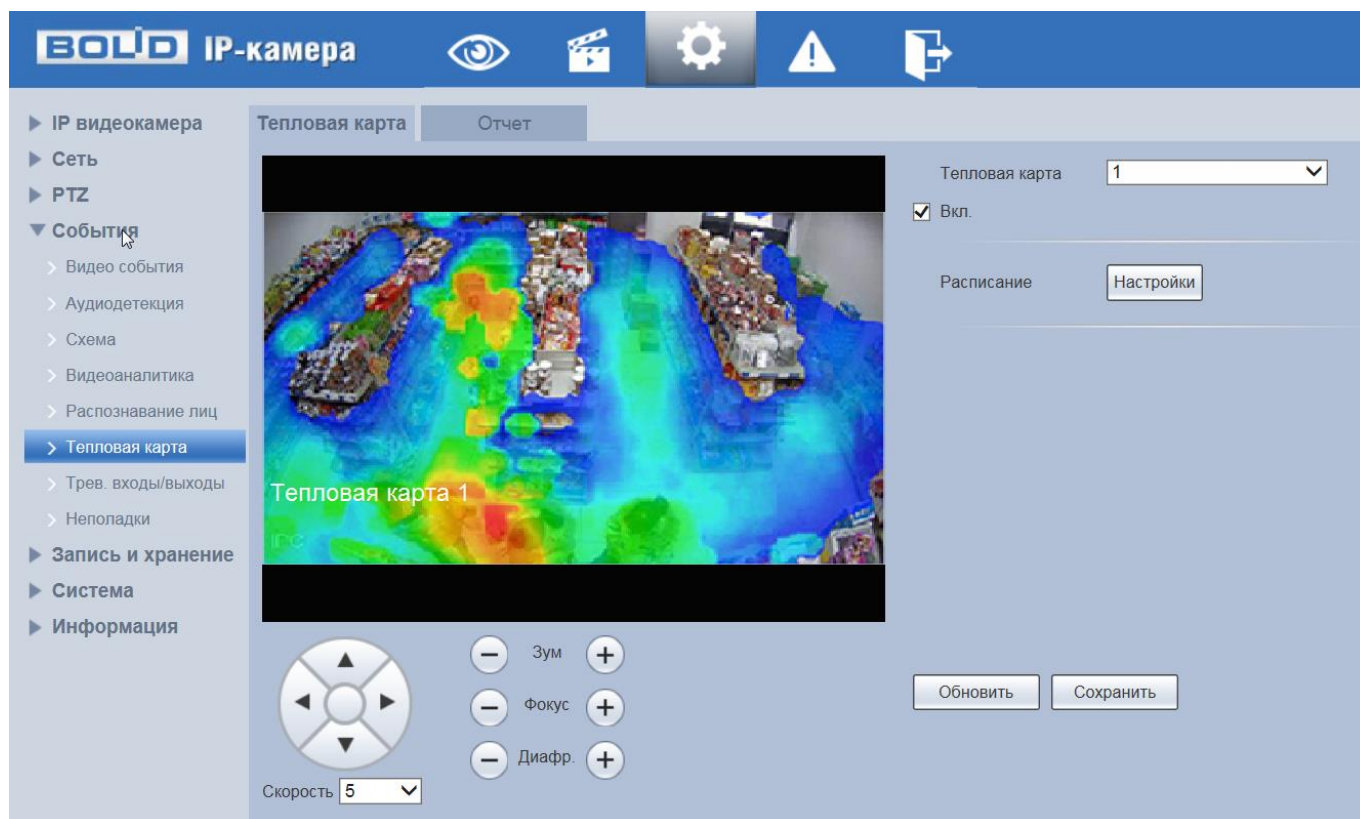 BOLID IP-камера
IP видеокамера
Сеть
PTZ
События
Видео события
Аудиодетекция
Схема
Видеоаналитика
Распознавание лиц
Тепловая карта
Трев. входы/выходы
Неполадки
Запись и хранение
Система
Информация
Тепловая карта
Отчет
Тепловая карта 1
IPC
Зум
Фокус
Диафр.
Скорость 5
Тепловая карта 1
Вкл.
Расписание Настройки
Обновить Сохранить